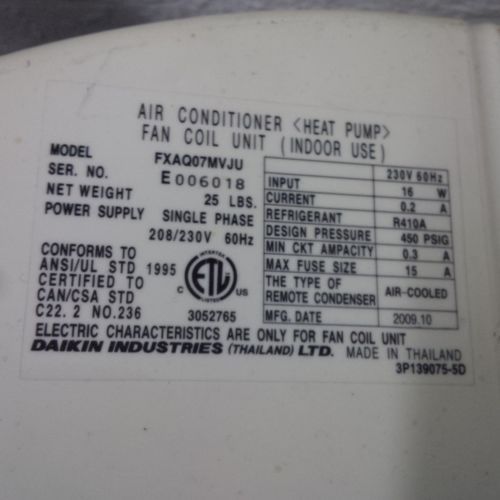 AIR CONDITIONER <HEAT PUMP>
FAN COIL UNIT (INDOOR USE)
MODEL FXAQ07MVJU
SER. NO. E006018
NET WEIGHT 25 LBS.
POWER SUPPLY SINGLE PHASE
208/230V 60Hz
230V 60Hz
INPUT 16 W
CURRENT 0.2 A
REFRIGERANT R410A
DESIGN PRESSURE 450 PSIG
MIN CKT AMPACITY 0.3 A
MAX FUSE SIZE 15 A
THE TYPE OF
REMOTE CONDENSER AIR-COOLED
MFG. DATE 2009.10
CONFORMS TO
ANSI/UL STD 1995
CERTIFIED TO
CAN/CSA STD
C22. 2 NO.236
INTERTEK
C ETL US
LISTED
3052765
ELECTRIC CHARACTERISTICS ARE ONLY FOR FAN COIL UNIT
DAIKIN INDUSTRIES (THAILAND) LTD. MADE IN THAILAND
3P139075-5D